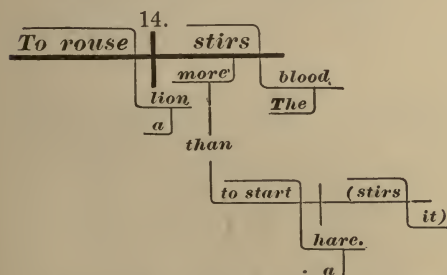 14.
To rouse stirs
more blood.
lion The
a
than
to start (stirs
it)
hare.
a